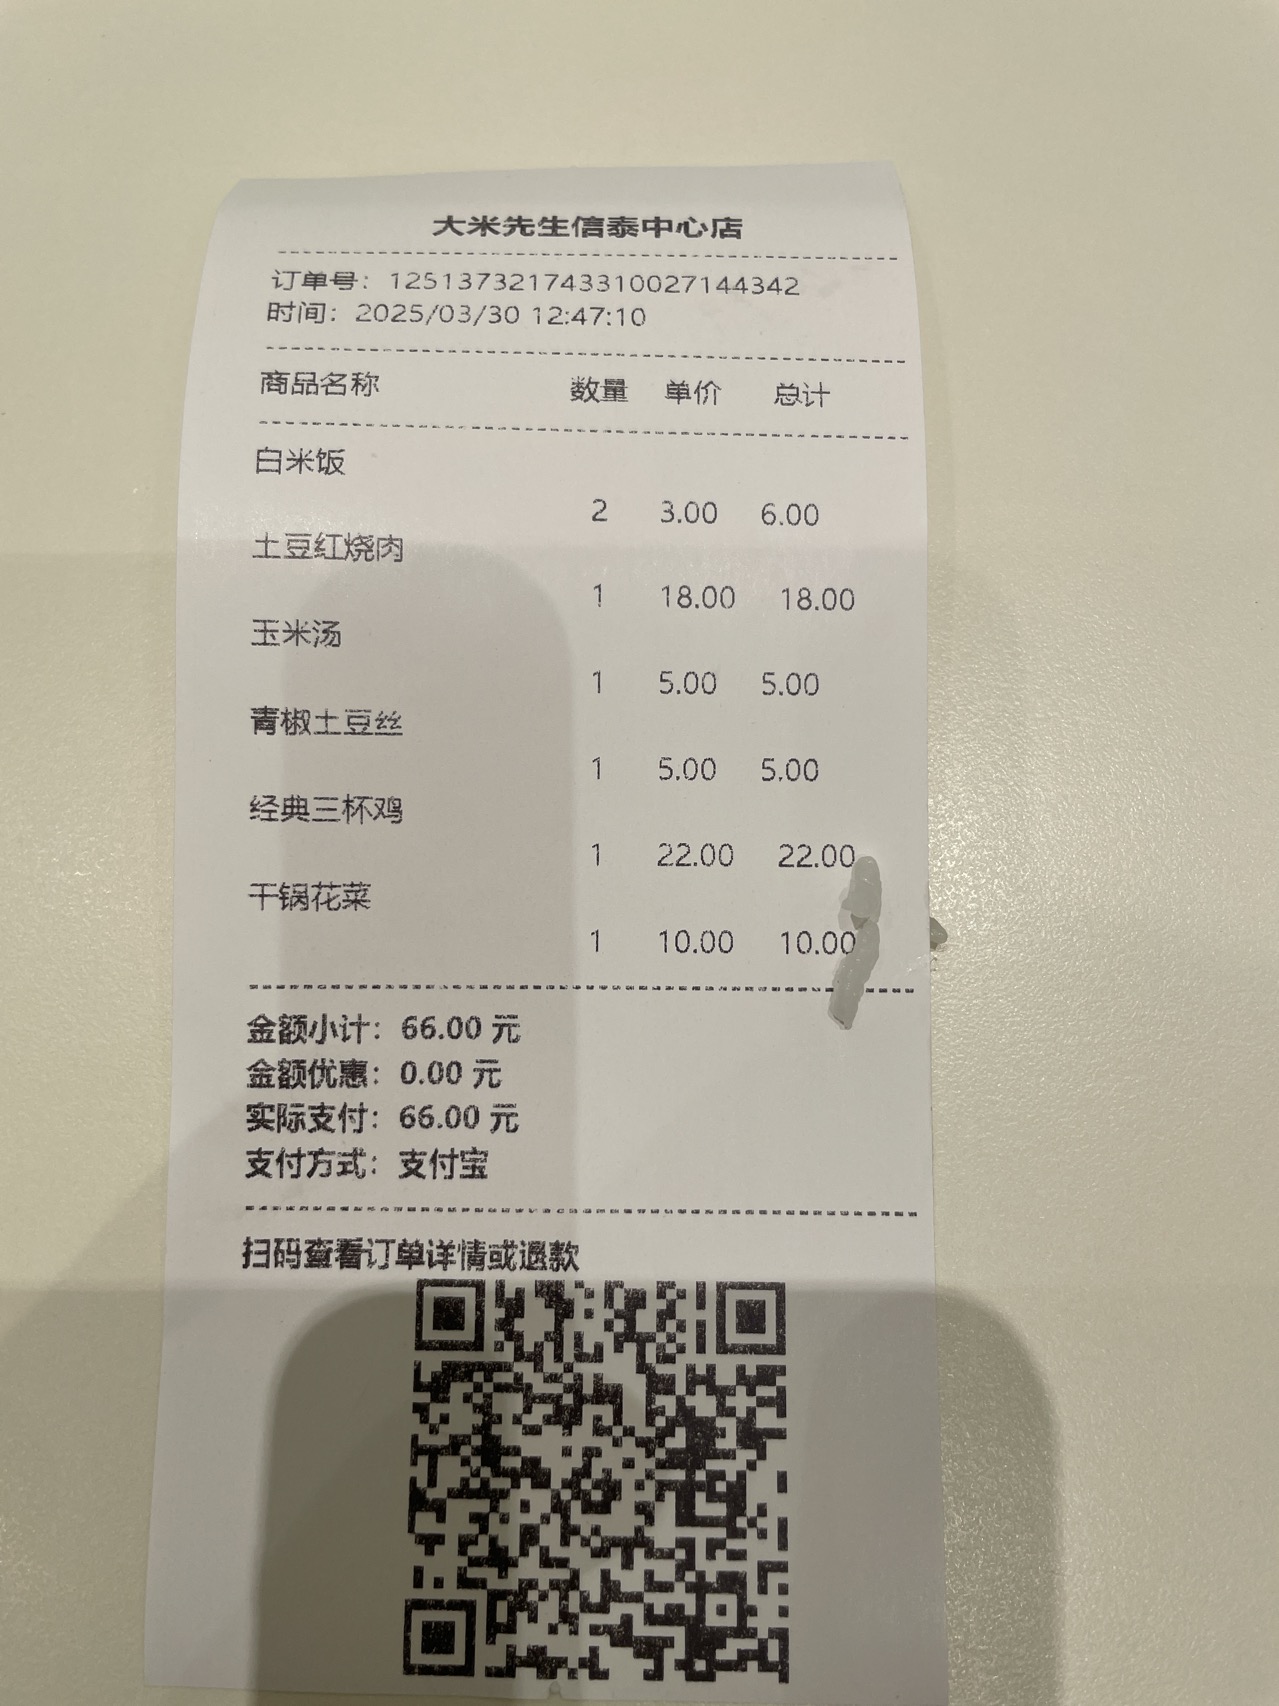 大米先生信泰中心店
订单号：125137321743310027144342
时间：2025/03/30 12:47:10
商品名称 数量 单价 总计
白米饭
2 3.00 6.00
土豆红烧肉
1 18.00 18.00
玉米汤
1 5.00 5.00
青椒土豆丝
1 5.00 5.00
经典三杯鸡
1 22.00 22.00
干锅花菜
1 10.00 10.00
金额小计：66.00 元
金额优惠：0.00 元
实际支付：66.00 元
支付方式：支付宝
扫码查看订单详情或退款